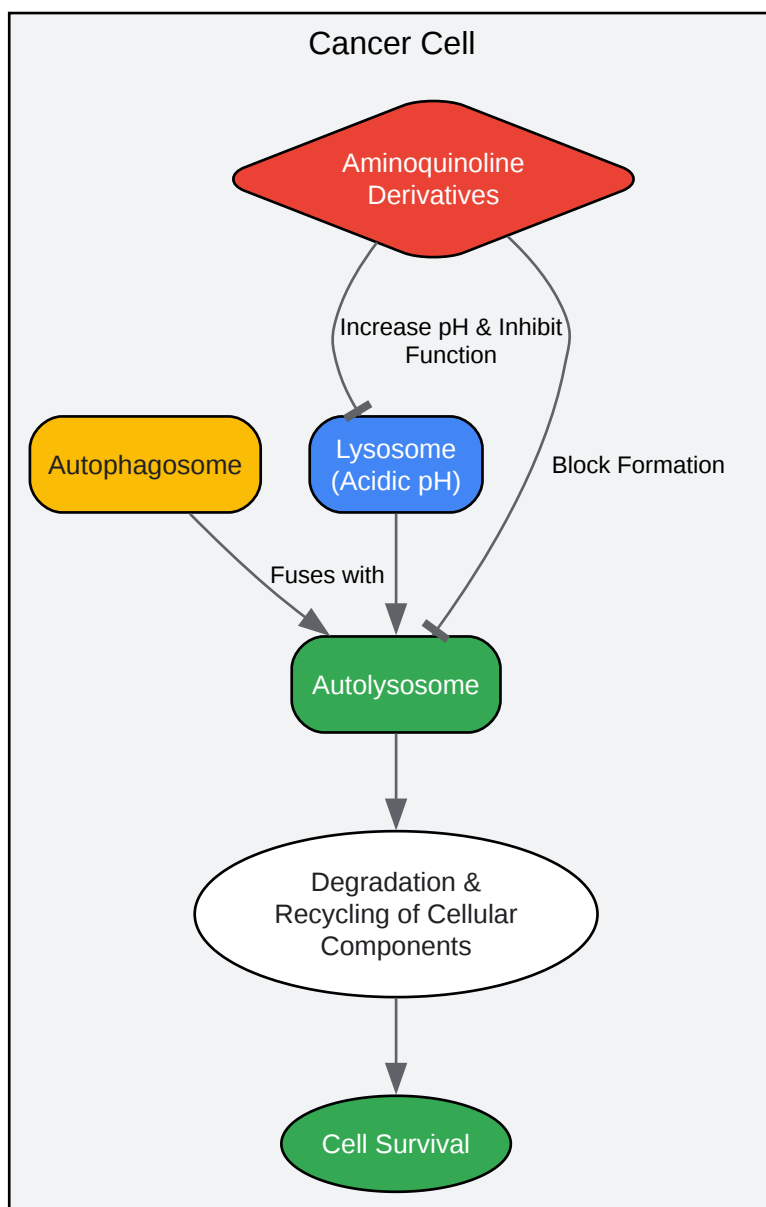 Cancer Cell
Aminoquinoline
Derivatives
Increase pH & Inhibit
Function
Autophagosome
Lysosome
(Acidic pH)
Block Formation
Fuses with
Autolysosome
Degradation &
Recycling of Cellular
Components
Cell Survival